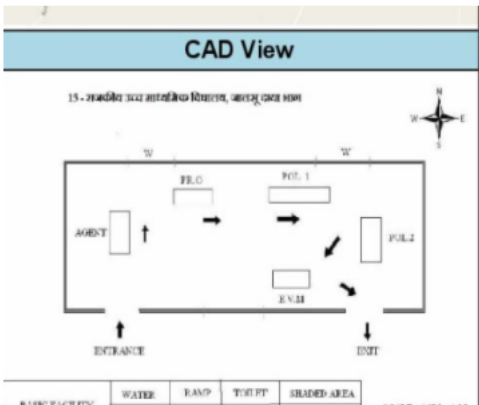 CAD View
15 - राजकीय उच्च माध्यमिक विद्यालय,
N
W E
S
W W
PR.O POL. 1
AGENT POL.2
E.V.M
ENTRANCE EXIT
WATER RAMP TOILET SHADED AREA